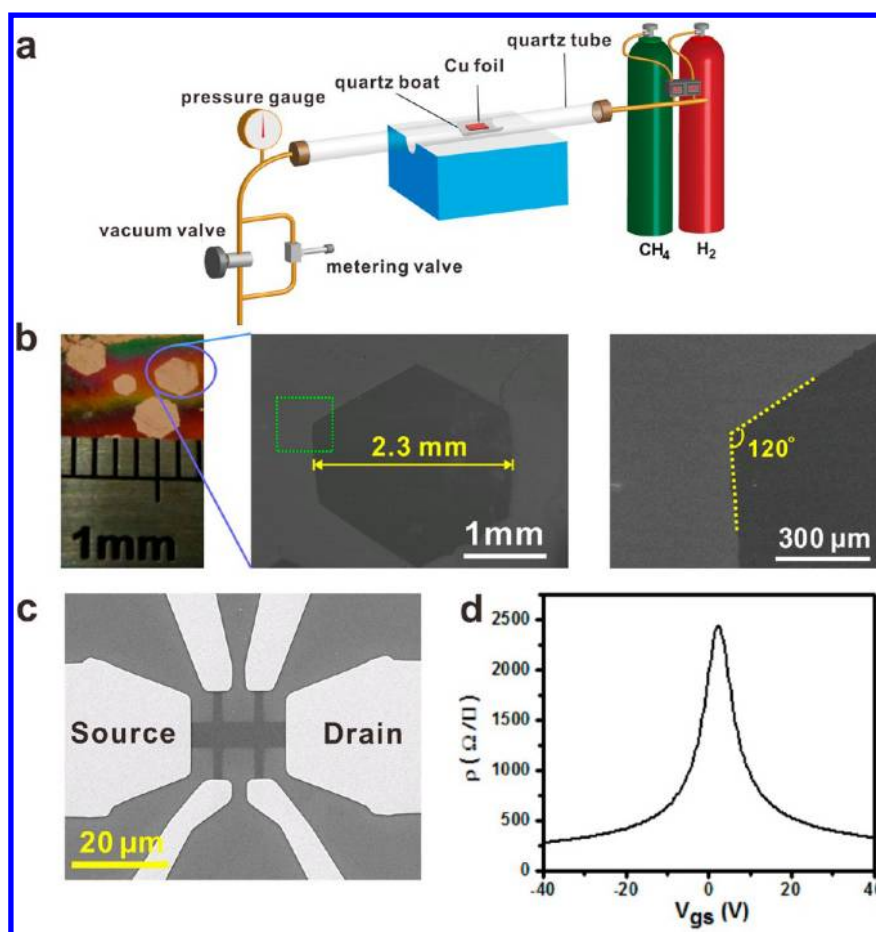 a
quartz tube
Cu foil
quartz boat
pressure gauge
vacuum valve
metering valve
CH4
H2
b
1mm
2.3 mm
1mm
120°
300 μm
c
Source
Drain
20 μm
d
2500
2000
1500
1000
500
0
ρ ( Ω /□ )
-40
-20
0
20
40
Vgs (V)